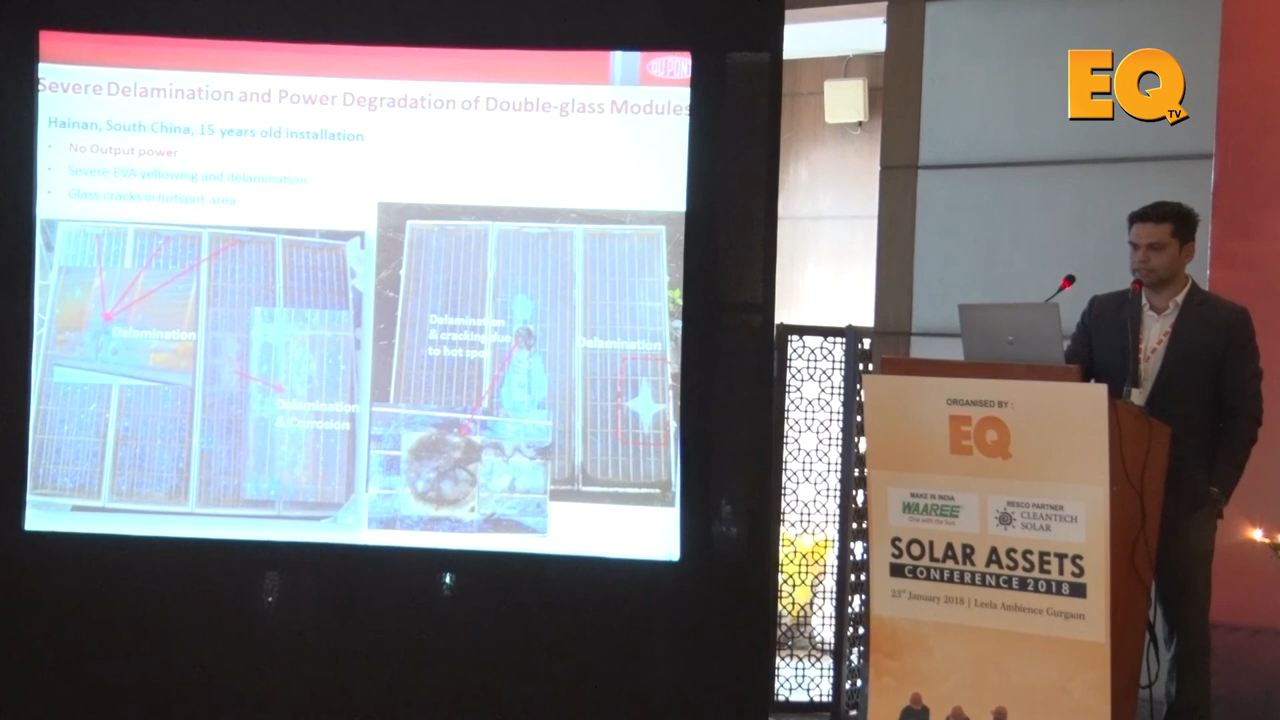 DUPONT
Severe Delamination and Power Degradation of Double-glass Modules
Hainan, South China, 15 years old installation
• No Output power
• Severe EVA yellowing and delamination
• Glass cracks in hotspot area
Delamination
Delamination
& Corrosion
Delamination
& cracking due
to hot spot
Delamination
EQ
TV
ORGANISED BY :
EQ
MAKE IN INDIA
WAAREE
One with the Sun
RESCO PARTNER
CLEANTECH
SOLAR
SOLAR ASSETS
CONFERENCE 2018
23rd January 2018 | Leela Ambience Gurgaon